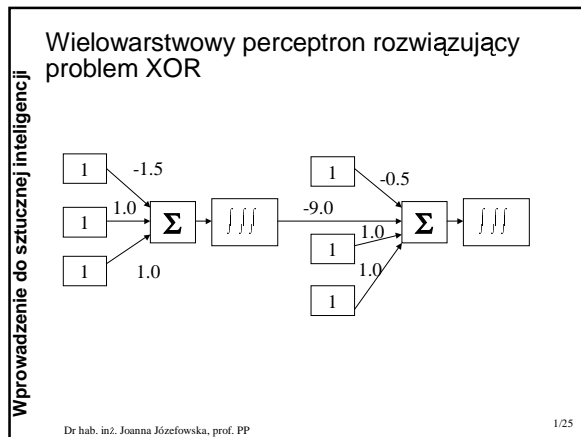 Wielowarstwowy perceptron rozwiązujący
problem XOR
Wprowadzenie do sztucznej inteligencji
1
-1.5
1
1.0
1
1.0
Σ
∫∫∫
-9.0
1
-0.5
1
1.0
1
1.0
Σ
∫∫∫
Dr hab. inż. Joanna Józefowska, prof. PP
1/25